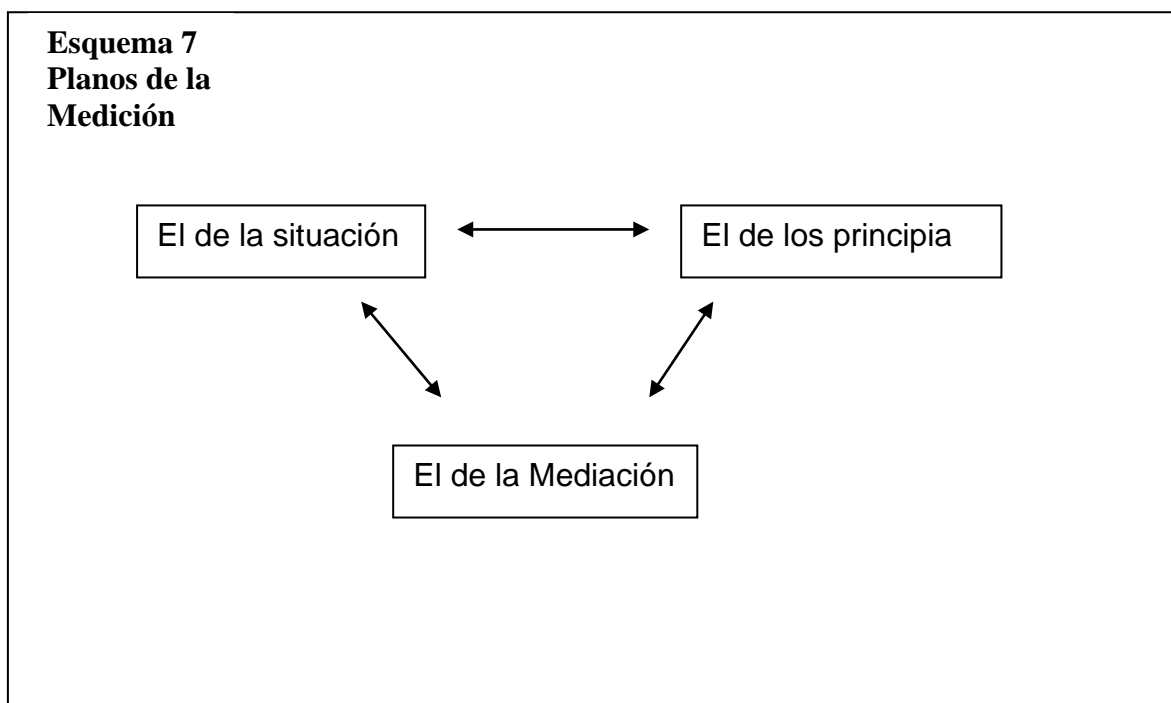 Esquema 7
Planos de la
Medición
El de la situación
El de los principia
El de la Mediación